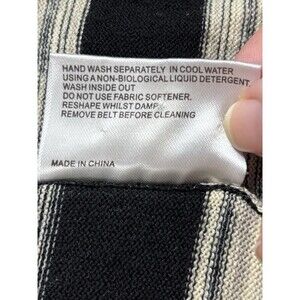 HAND WASH SEPARATELY IN COOL WATER
USING A NON-BIOLOGICAL LIQUID DETERGENT.
WASH INSIDE OUT
DO NOT USE FABRIC SOFTENER.
RESHAPE WHILST DAMP
REMOVE BELT BEFORE CLEANING
MADE IN CHINA